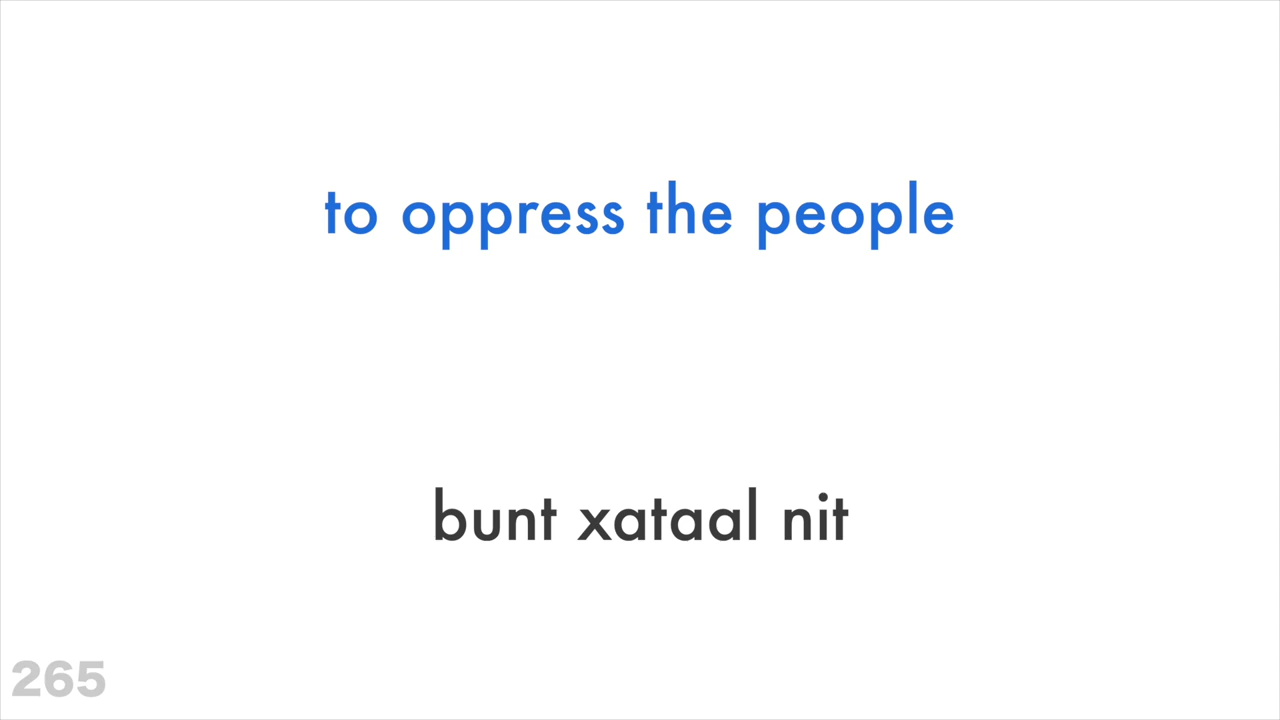 to oppress the people
bunt xataal nit
265